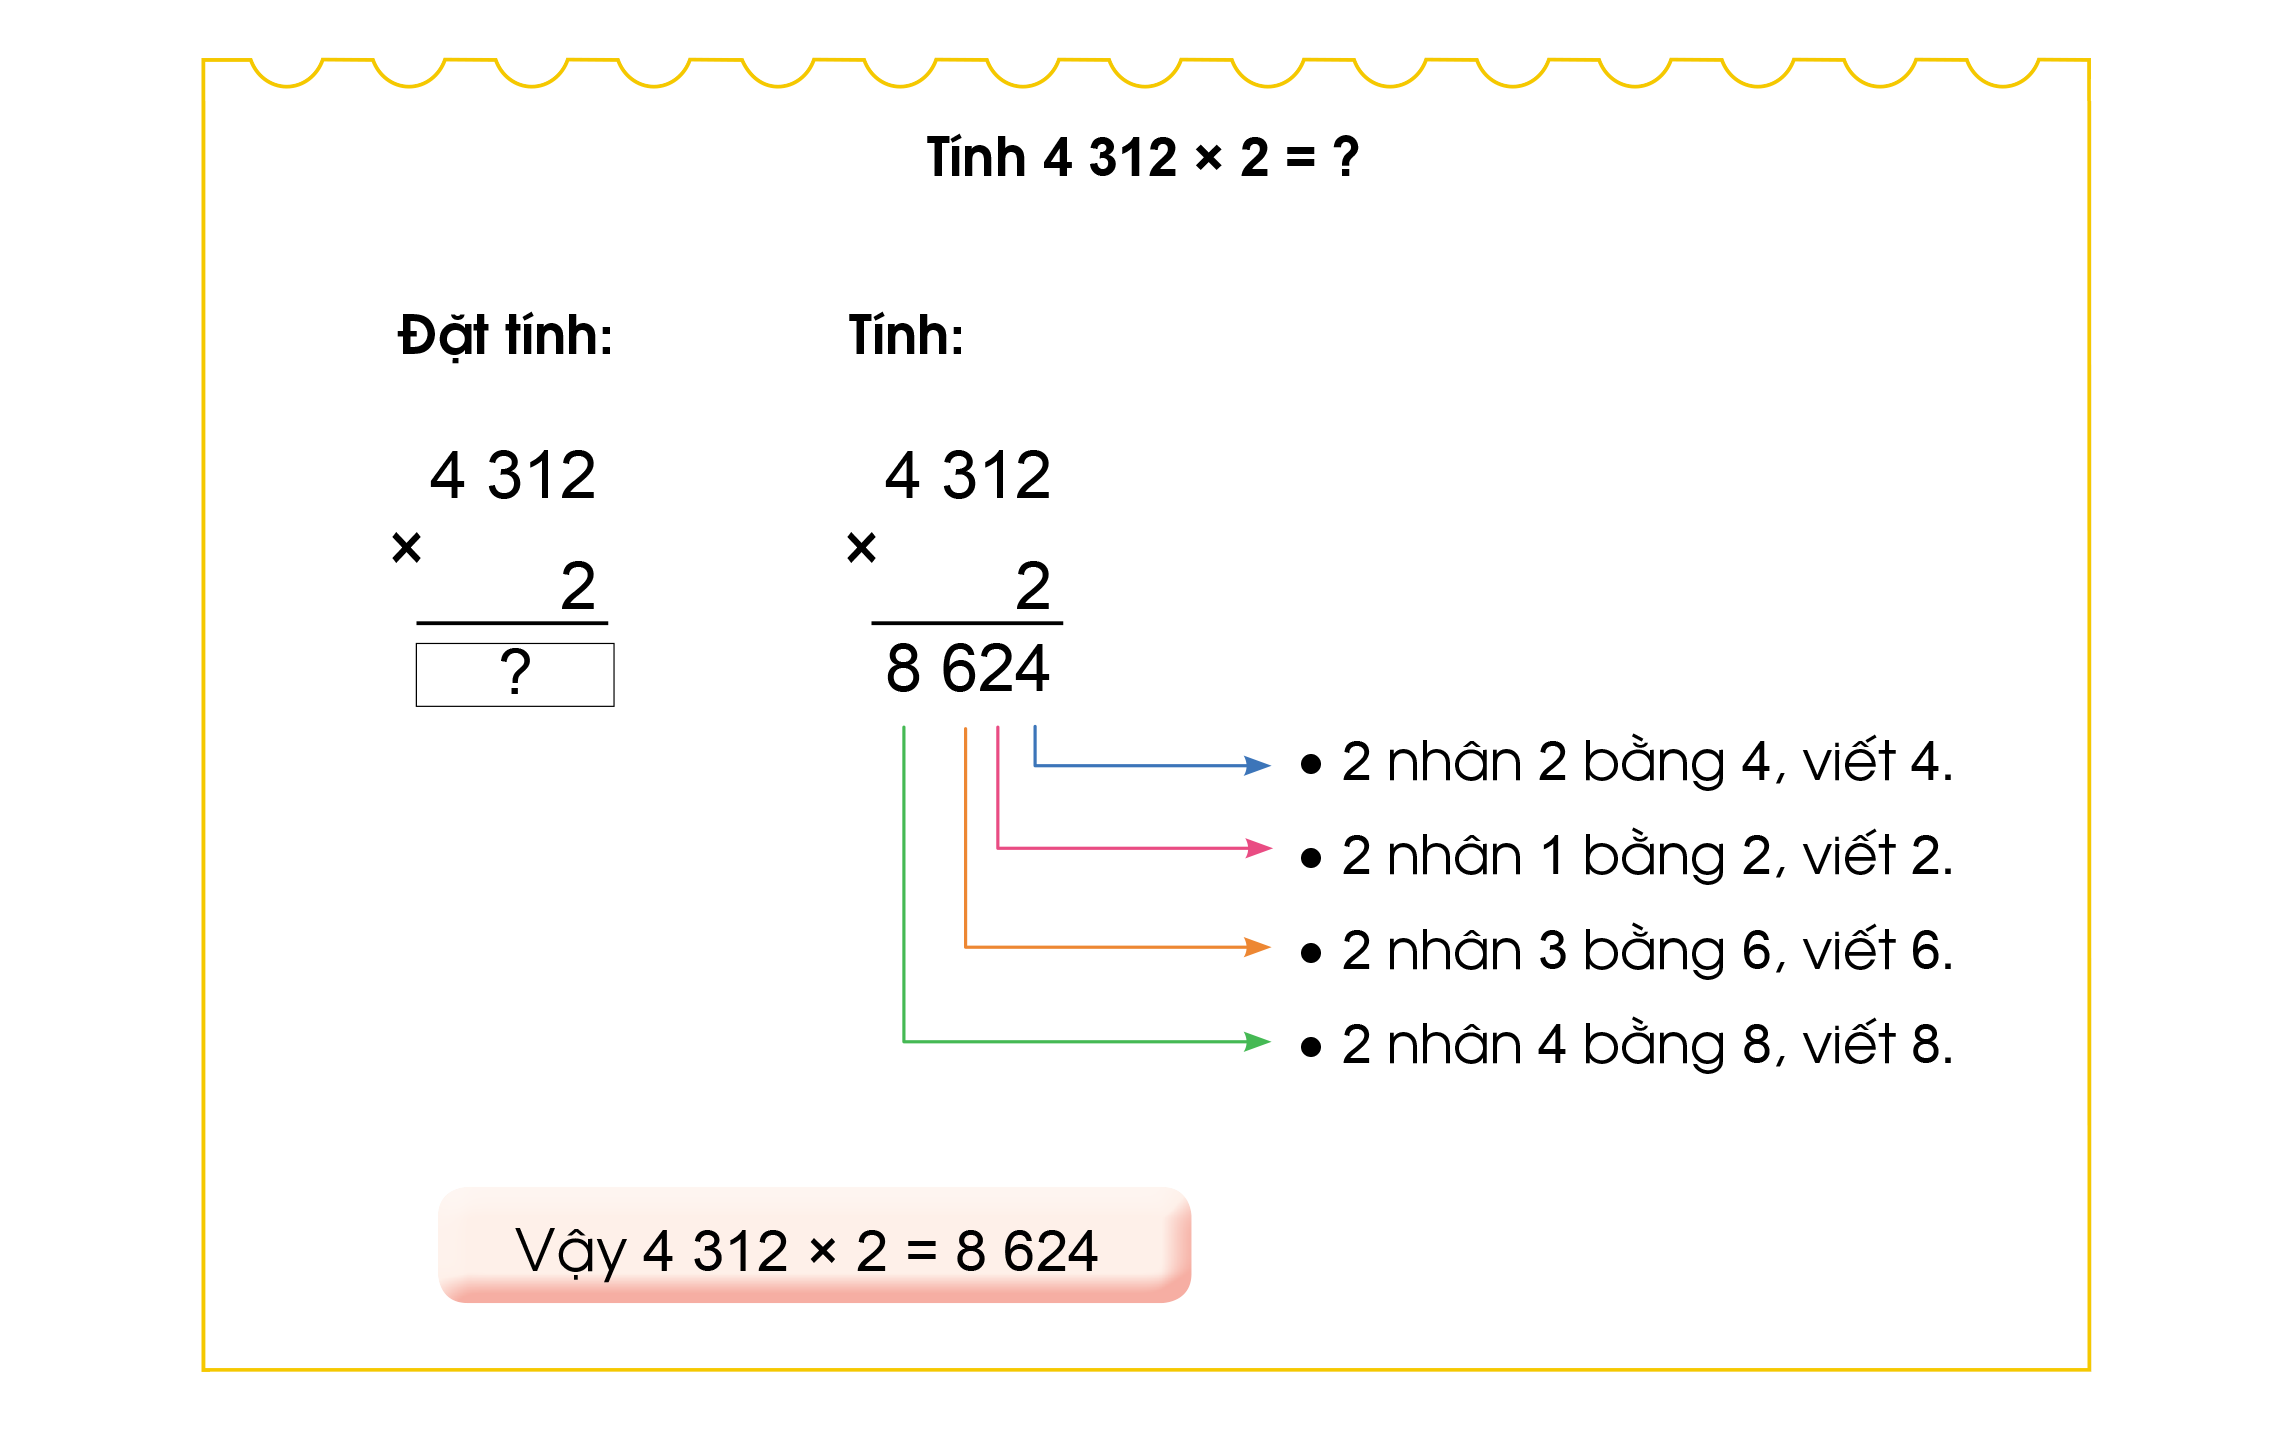 Tính 4 312 × 2 = ?
Đặt tính:
4 312
×
2
?
Tính:
4 312
×
2
8 624
• 2 nhân 2 bằng 4, viết 4.
• 2 nhân 1 bằng 2, viết 2.
• 2 nhân 3 bằng 6, viết 6.
• 2 nhân 4 bằng 8, viết 8.
Vậy 4 312 × 2 = 8 624